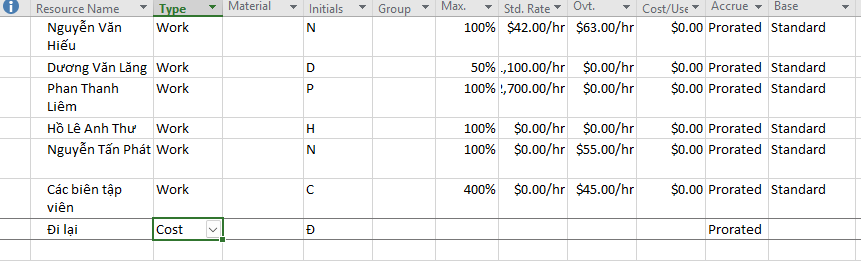 Resource Name Type Material Initials Group Max. Std. Rate Ovt. Cost/Use Accrue Base
Nguyễn Văn Hiếu Work N 100% $42.00/hr $63.00/hr $0.00 Prorated Standard
Dương Văn Lăng Work D 50% ,100.00/hr $0.00/hr $0.00 Prorated Standard
Phan Thanh Liêm Work P 100% ,700.00/hr $0.00/hr $0.00 Prorated Standard
Hồ Lê Anh Thư Work H 100% $0.00/hr $0.00/hr $0.00 Prorated Standard
Nguyễn Tấn Phát Work N 100% $0.00/hr $55.00/hr $0.00 Prorated Standard
Các biên tập viên Work C 400% $0.00/hr $45.00/hr $0.00 Prorated Standard
Đi lại Cost Đ Prorated